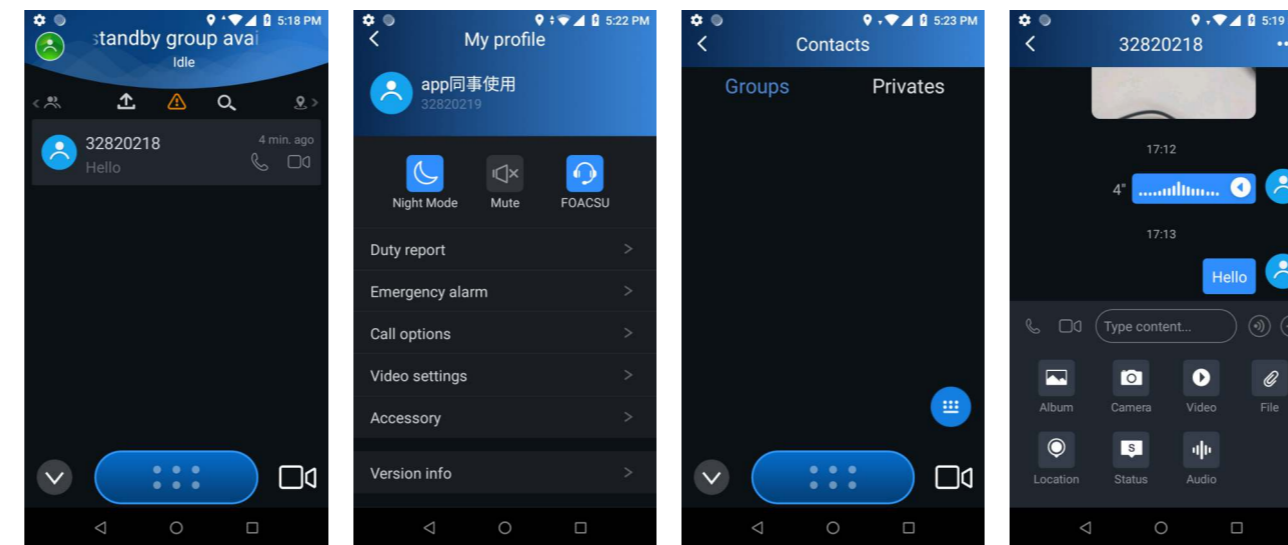 5:18 PM
standby group avai
Idle
32820218
4 min. ago
Hello
5:22 PM
My profile
app同事使用
32820219
Night Mode
Mute
FOACSU
Duty report
Emergency alarm
Call options
Video settings
Accessory
Version info
5:23 PM
Contacts
Groups
Privates
5:19
32820218
17:12
4"
17:13
Hello
Type content...
Album
Camera
Video
File
Location
S
Status
Audio